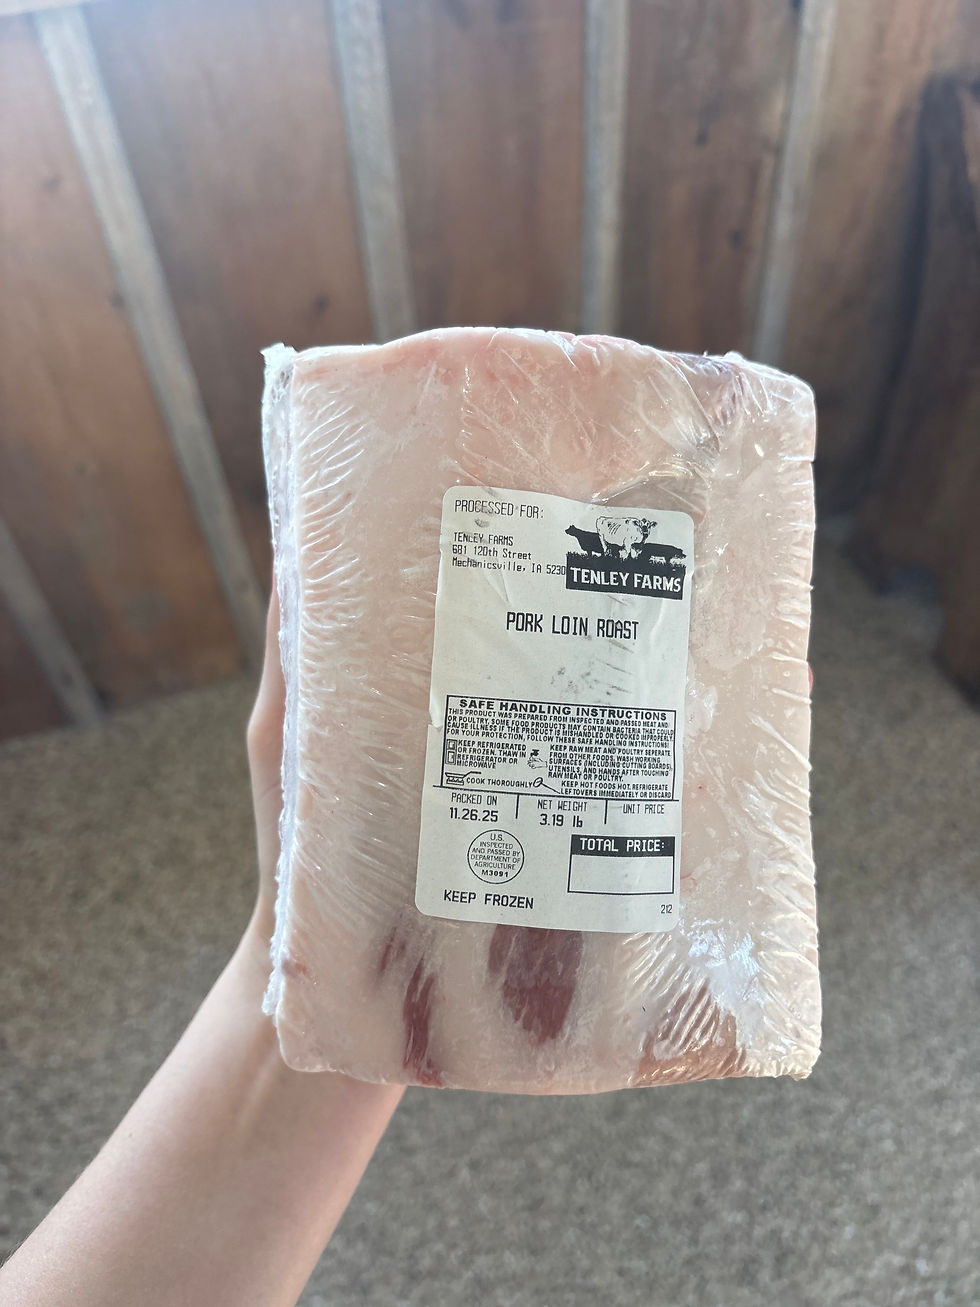 PROCESSED FOR:
TENLEY FARMS
681 120th Street
Mechanicsville, IA 5230
TENLEY FARMS
PORK LOIN ROAST
SAFE HANDLING INSTRUCTIONS
THIS PRODUCT WAS PREPARED FROM INSPECTED AND PASSED MEAT AND/
OR POULTRY. SOME FOOD PRODUCTS MAY CONTAIN BACTERIA THAT COULD
CAUSE ILLNESS IF THE PRODUCT IS MISHANDLED OR COOKED IMPROPERLY.
FOR YOUR PROTECTION, FOLLOW THESE SAFE HANDLING INSTRUCTIONS!
KEEP REFRIGERATED
OR FROZEN. THAW IN
REFRIGERATOR OR
MICROWAVE
KEEP RAW MEAT AND POULTRY SEPERATE
FROM OTHER FOODS. WASH WORKING
SURFACES (INCLUDING CUTTING BOARDS),
UTENSILS, AND HANDS AFTER TOUCHING
RAW MEAT OR POULTRY.
COOK THOROUGHLY
KEEP HOT FOODS HOT. REFRIGERATE
LEFTOVERS IMMEDIATELY OR DISCARD
PACKED ON
11.26.25
NET WEIGHT
3.19 lb
UNIT PRICE
U.S.
INSPECTED
AND PASSED BY
DEPARTMENT OF
AGRICULTURE
M3091
TOTAL PRICE:
KEEP FROZEN
212